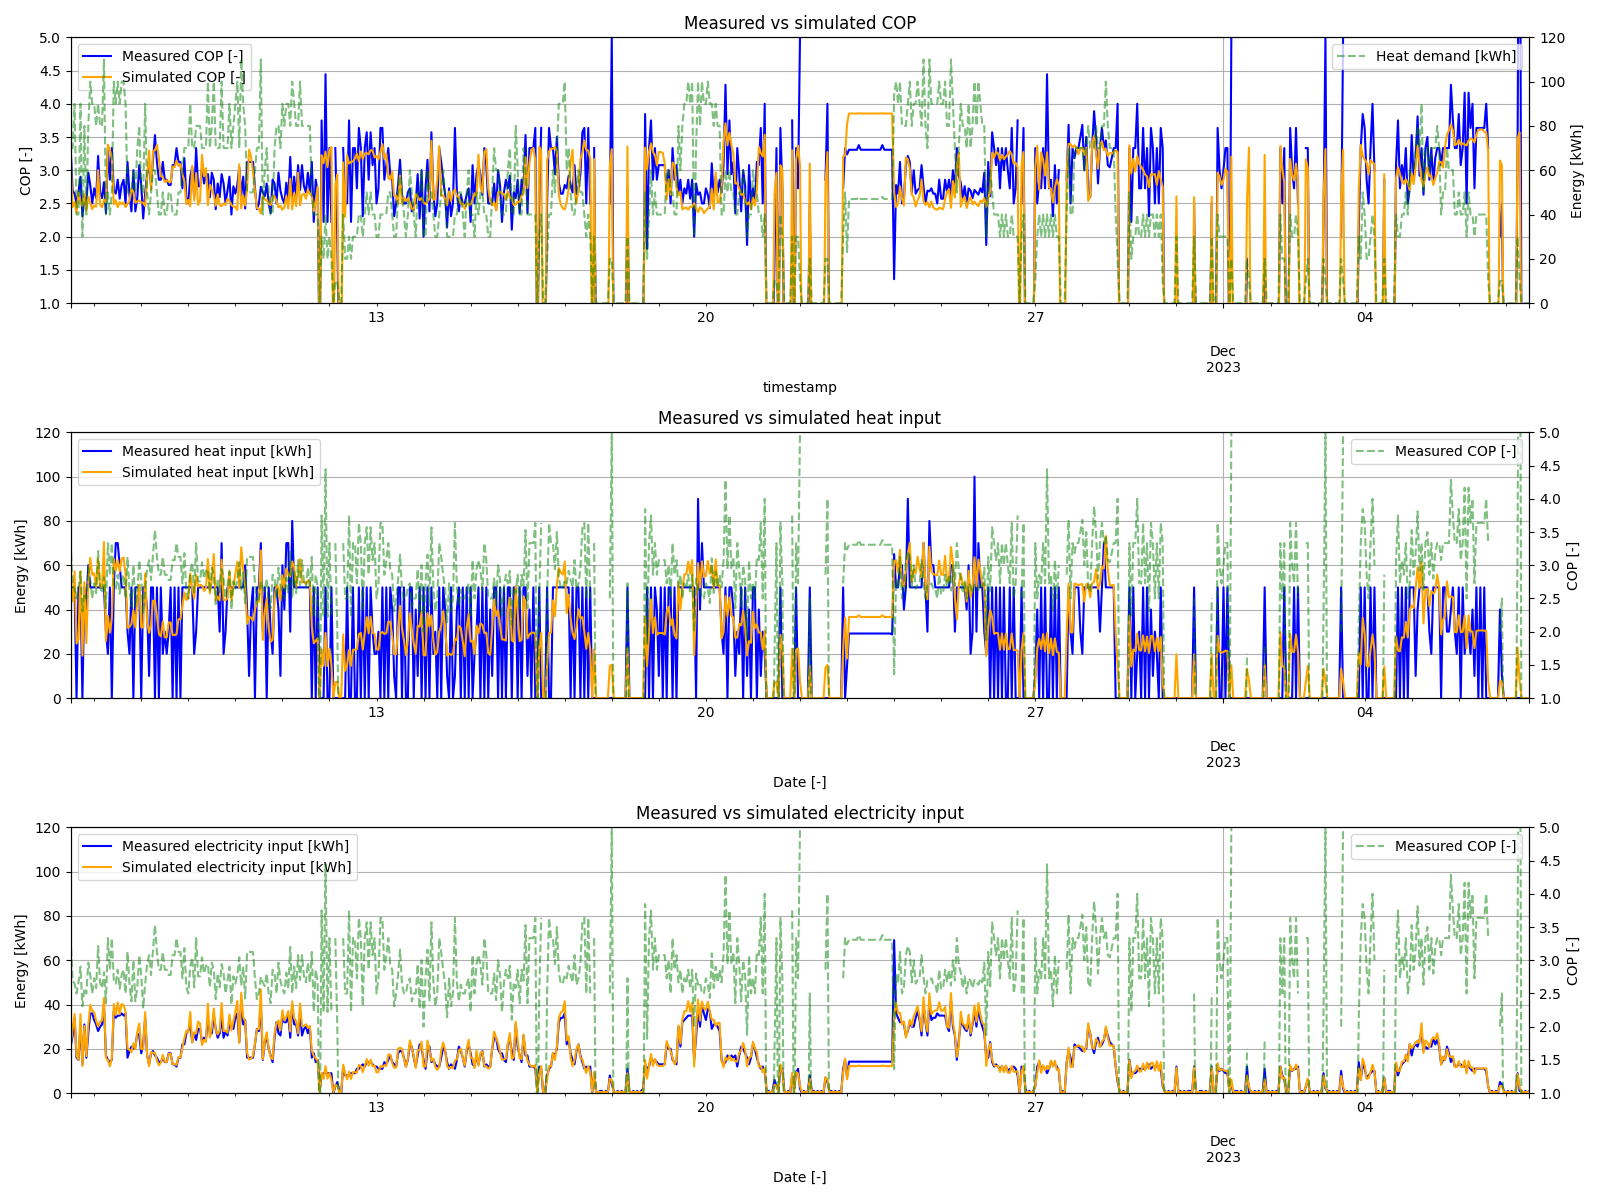 Measured vs simulated COP
5.0
4.5
4.0
3.5
3.0
2.5
2.0
1.5
1.0
COP [-]
Measured COP [-]
Simulated COP [-]
Heat demand [kWh]
120
100
80
60
40
20
0
Energy [kWh]
13
20
27
04
Dec
2023
timestamp
Measured vs simulated heat input
120
100
80
60
40
20
0
Energy [kWh]
Measured heat input [kWh]
Simulated heat input [kWh]
Measured COP [-]
5.0
4.5
4.0
3.5
3.0
2.5
2.0
1.5
1.0
COP [-]
13
20
27
04
Dec
2023
Date [-]
Measured vs simulated electricity input
120
100
80
60
40
20
0
Energy [kWh]
Measured electricity input [kWh]
Simulated electricity input [kWh]
Measured COP [-]
5.0
4.5
4.0
3.5
3.0
2.5
2.0
1.5
1.0
COP [-]
13
20
27
04
Dec
2023
Date [-]